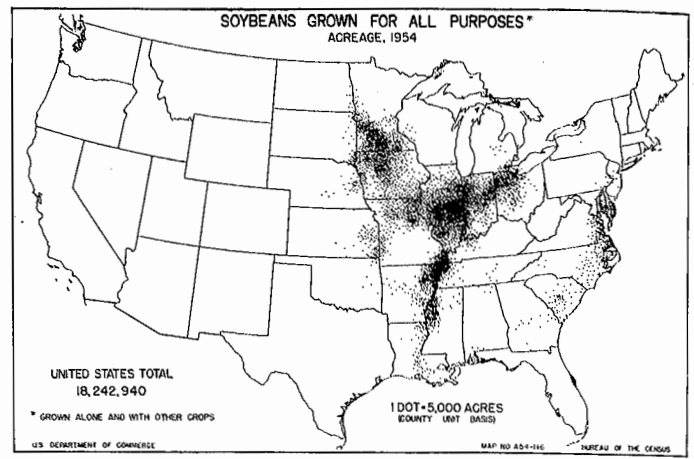 SOYBEANS GROWN FOR ALL PURPOSES*
ACREAGE, 1954
UNITED STATES TOTAL
18,242,940
* GROWN ALONE AND WITH OTHER CROPS
1 DOT=5,000 ACRES
(COUNTY UNIT BASIS)
U.S. DEPARTMENT OF COMMERCE
MAP NO A54-146
BUREAU OF THE CENSUS